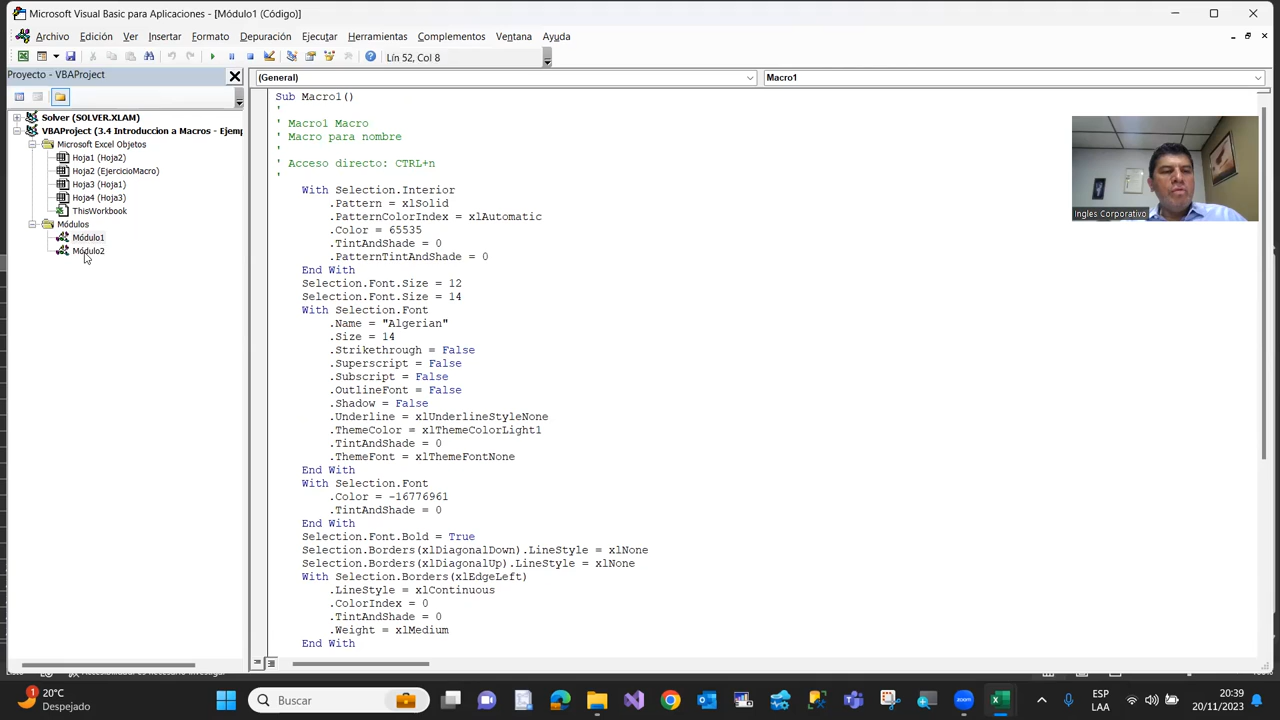 Microsoft Visual Basic para Aplicaciones - [Módulo1 (Código)]
Archivo Edición Ver Insertar Formato Depuración Ejecutar Herramientas Complementos Ventana Ayuda
Lín 52, Col 8
Proyecto - VBAProject
(General)
Macro1
Solver (SOLVER.XLAM)
VBAProject (3.4 Introduccion a Macros - Ejemp
Microsoft Excel Objetos
Hoja1 (Hoja2)
Hoja2 (EjercicioMacro)
Hoja3 (Hoja1)
Hoja4 (Hoja3)
ThisWorkbook
Módulos
Módulo1
Módulo2
Sub Macro1()
'
' Macro1 Macro
' Macro para nombre
'
' Acceso directo: CTRL+n
'
With Selection.Interior
.Pattern = xlSolid
.PatternColorIndex = xlAutomatic
.Color = 65535
.TintAndShade = 0
.PatternTintAndShade = 0
End With
Selection.Font.Size = 12
Selection.Font.Size = 14
With Selection.Font
.Name = "Algerian"
.Size = 14
.Strikethrough = False
.Superscript = False
.Subscript = False
.OutlineFont = False
.Shadow = False
.Underline = xlUnderlineStyleNone
.ThemeColor = xlThemeColorLight1
.TintAndShade = 0
.ThemeFont = xlThemeFontNone
End With
With Selection.Font
.Color = -16776961
.TintAndShade = 0
End With
Selection.Font.Bold = True
Selection.Borders(xlDiagonalDown).LineStyle = xlNone
Selection.Borders(xlDiagonalUp).LineStyle = xlNone
With Selection.Borders(xlEdgeLeft)
.LineStyle = xlContinuous
.ColorIndex = 0
.TintAndShade = 0
.Weight = xlMedium
End With
Ingles Corporativo
1
20°C
Despejado
Buscar
ESP
LAA
20:39
20/11/2023